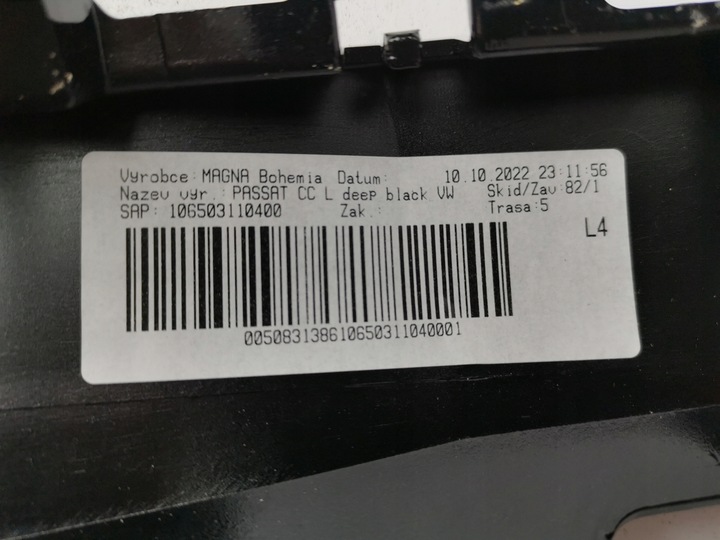 Vyrobce: MAGNA Bohemia Datum: 10.10.2022 23:11:56
Nazev vyr.: PASSAT CC L deep black VW Skid/Zav:82/1
SAP: 106503110400 Zak.: Trasa:5
L4
005083138610650311040001